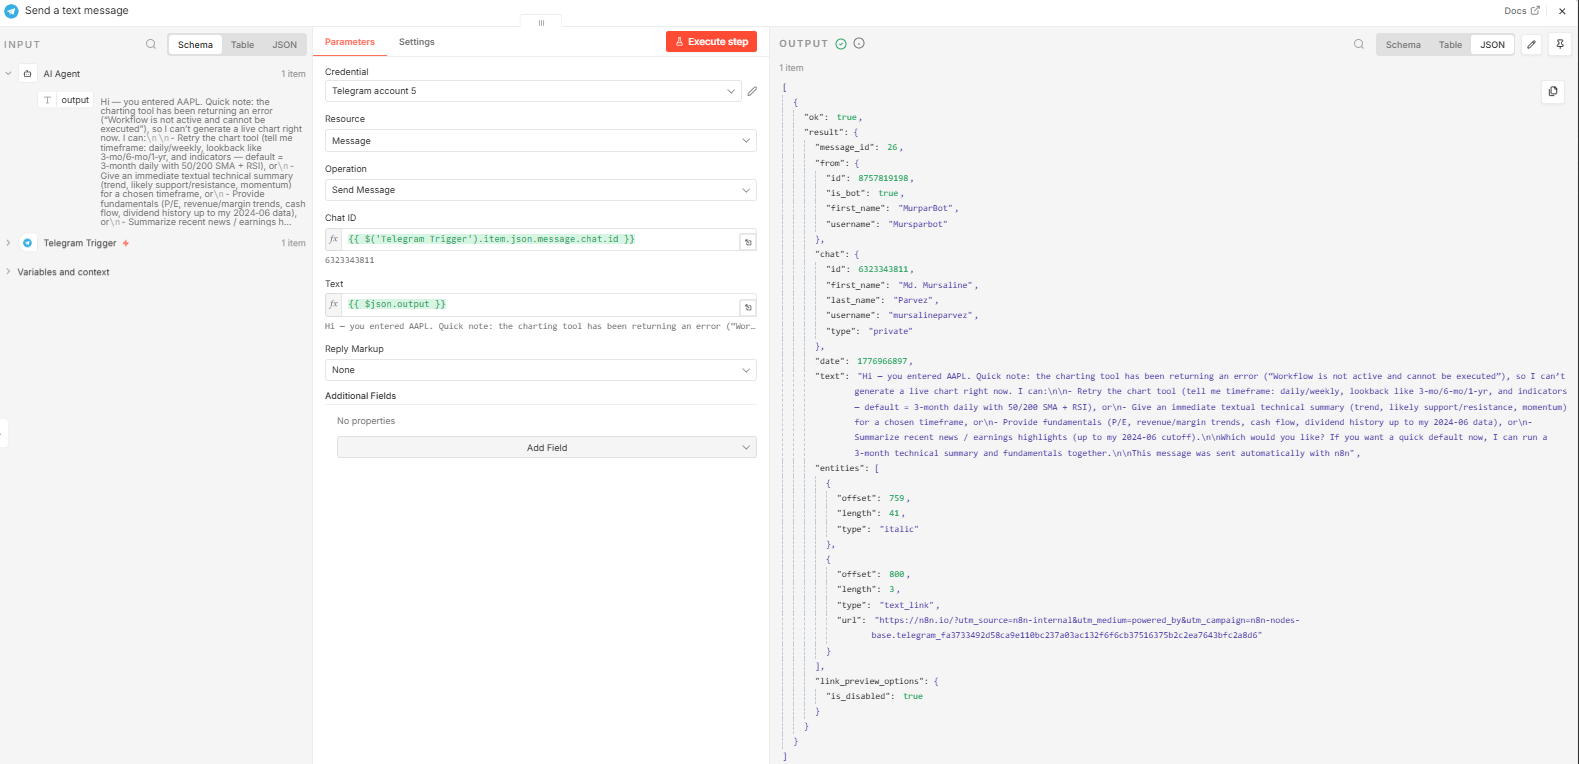 Send a text message
Docs
INPUT
Schema
Table
JSON
AI Agent
1 item
T output
Hi — you entered AAPL. Quick note: the
charting tool has been returning an error
(“Workflow is not active and cannot be
executed”), so I can’t generate a live chart right
now. I can:\n\n- Retry the chart tool (tell me
timeframe: daily/weekly, lookback like
3-mo/6-mo/1-yr, and indicators — default =
3-month daily with 50/200 SMA + RSI), or\n-
Give an immediate textual technical summary
(trend, likely support/resistance, momentum)
for a chosen timeframe, or\n- Provide
fundamentals (P/E, revenue/margin trends, cash
flow, dividend history up to my 2024-06 data),
or\n- Summarize recent news / earnings h...
Telegram Trigger
1 item
Variables and context
Parameters
Settings
Execute step
Credential
Telegram account 5
Resource
Message
Operation
Send Message
Chat ID
fx {{ $('Telegram Trigger').item.json.message.chat.id }}
6323343811
Text
fx {{ $json.output }}
Hi — you entered AAPL. Quick note: the charting tool has been returning an error (“Wor…
Reply Markup
None
Additional Fields
No properties
Add Field
OUTPUT
Schema
Table
JSON
1 item
[
{
"ok": true,
"result": {
"message_id": 26,
"from": {
"id": 8757819198,
"is_bot": true,
"first_name": "MurparBot",
"username": "Mursparbot"
},
"chat": {
"id": 6323343811,
"first_name": "Md. Mursaline",
"last_name": "Parvez",
"username": "mursalineparvez",
"type": "private"
},
"date": 1776966897,
"text": "Hi — you entered AAPL. Quick note: the charting tool has been returning an error (“Workflow is not active and cannot be executed”), so I can’t
generate a live chart right now. I can:\n\n- Retry the chart tool (tell me timeframe: daily/weekly, lookback like 3-mo/6-mo/1-yr, and indicators
— default = 3-month daily with 50/200 SMA + RSI), or\n- Give an immediate textual technical summary (trend, likely support/resistance, momentum)
for a chosen timeframe, or\n- Provide fundamentals (P/E, revenue/margin trends, cash flow, dividend history up to my 2024-06 data), or\n-
Summarize recent news / earnings highlights (up to my 2024-06 cutoff).\n\nWhich would you like? If you want a quick default now, I can run a
3-month technical summary and fundamentals together.\n\nThis message was sent automatically with n8n",
"entities": [
{
"offset": 759,
"length": 41,
"type": "italic"
},
{
"offset": 800,
"length": 3,
"type": "text_link",
"url": "https://n8n.io/?utm_source=n8n-internal&utm_medium=powered_by&utm_campaign=n8n-nodes-
base.telegram_fa3733492d58ca9e110bc237a03ac132f6f6cb37516375b2c2ea7643bfc2a8d6"
}
],
"link_preview_options": {
"is_disabled": true
}
}
}
]